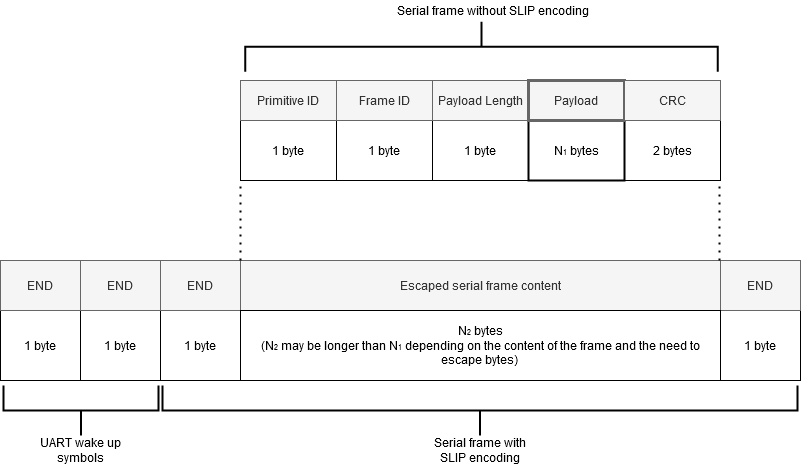 Serial frame without SLIP encoding
Primitive ID Frame ID Payload Length Payload CRC
1 byte 1 byte 1 byte N₁ bytes 2 bytes
END END END Escaped serial frame content END
1 byte 1 byte 1 byte N₂ bytes 1 byte
(N₂ may be longer than N₁ depending on the content of the frame and the need to
escape bytes)
UART wake up
symbols
Serial frame with
SLIP encoding